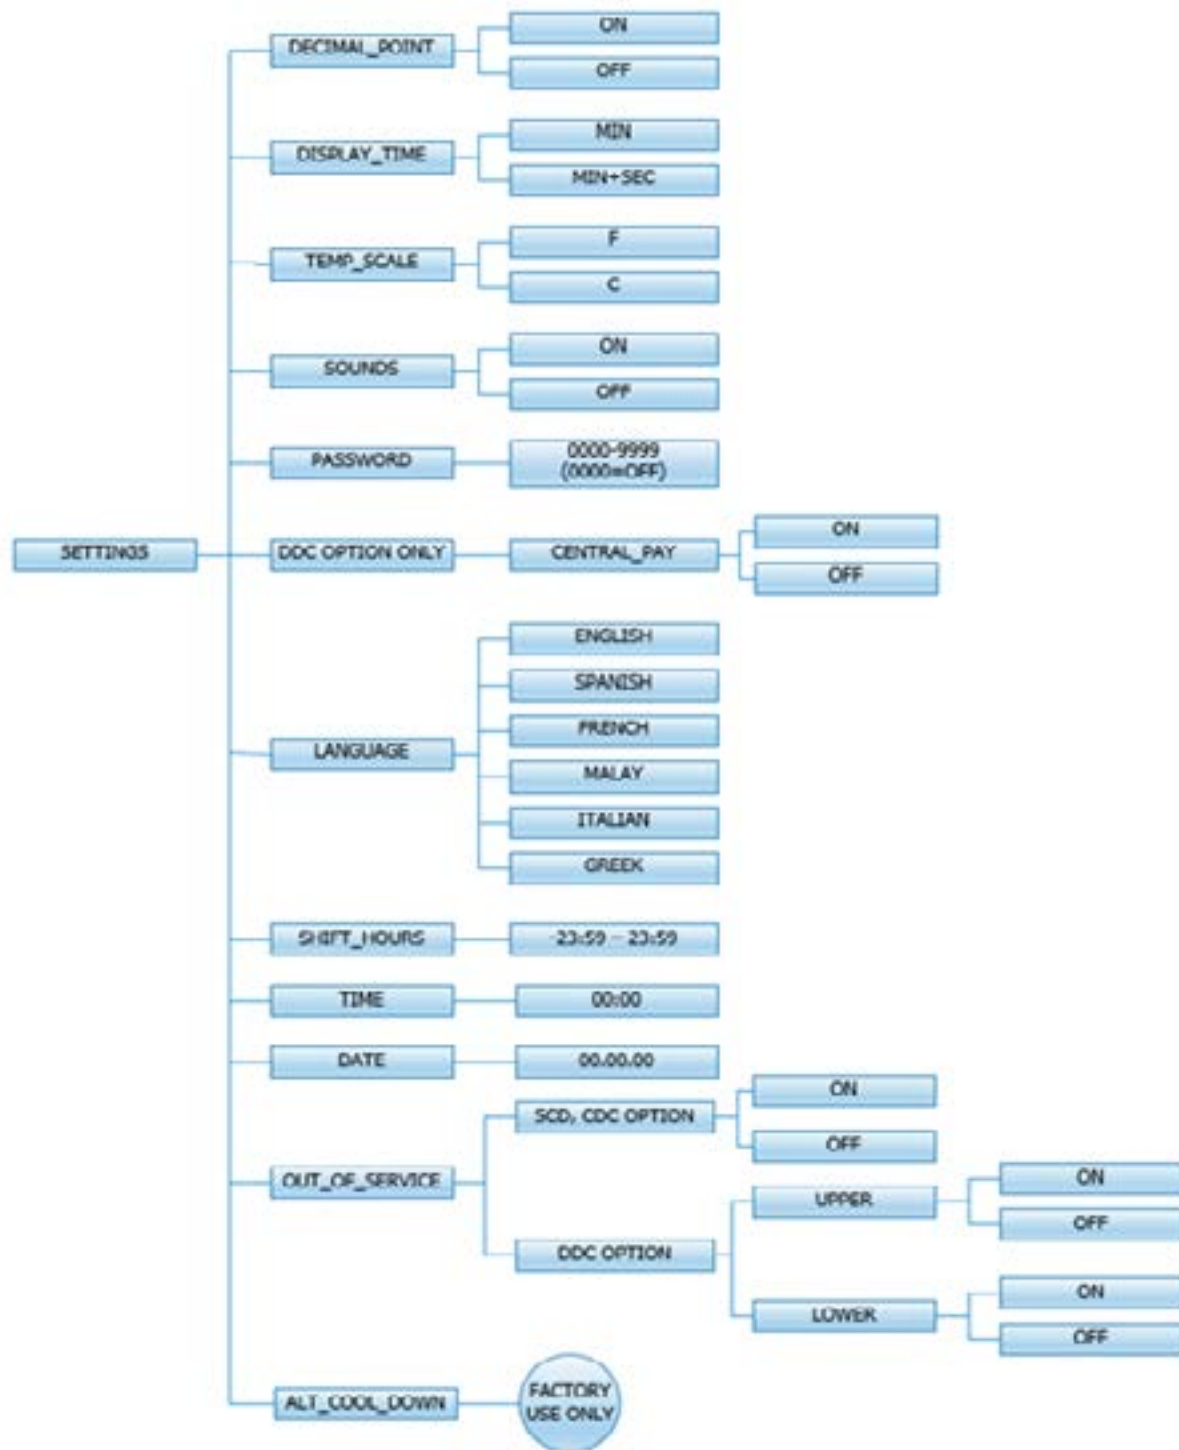 DECIMAL_POINT
ON
OFF
DISPLAY_TIME
MIN
MIN+SEC
TEMP_SCALE
F
C
SOUNDS
ON
OFF
PASSWORD
0000-9999
(0000=OFF)
SETTINGS
DDC OPTION ONLY
CENTRAL_PAY
ON
OFF
LANGUAGE
ENGLISH
SPANISH
FRENCH
MALAY
ITALIAN
GREEK
SHIFT_HOURS
-23:59 – 23:59
TIME
00:00
DATE
00.00.00
OUT_OF_SERVICE
SCD, CDC OPTION
ON
OFF
DDC OPTION
UPPER
ON
OFF
LOWER
ON
OFF
ALT_COOL_DOWN
FACTORY
USE ONLY